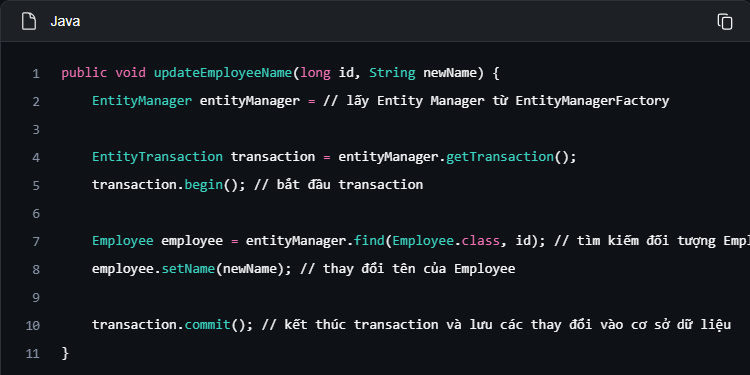 Java
1 public void updateEmployeeName(long id, String newName) {
2 EntityManager entityManager = // lấy Entity Manager từ EntityManagerFactory
3
4 EntityTransaction transaction = entityManager.getTransaction();
5 transaction.begin(); // bắt đầu transaction
6
7 Employee employee = entityManager.find(Employee.class, id); // tìm kiếm đối tượng Empl
8 employee.setName(newName); // thay đổi tên của Employee
9
10 transaction.commit(); // kết thúc transaction và lưu các thay đổi vào cơ sở dữ liệu
11 }